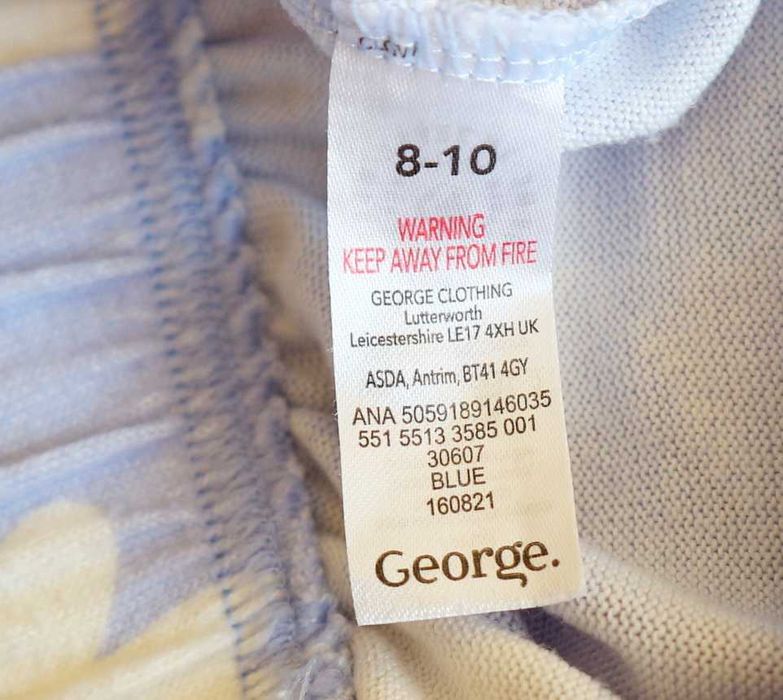 8-10
WARNING
KEEP AWAY FROM FIRE
GEORGE CLOTHING
Lutterworth
Leicestershire LE17 4XH UK
ASDA, Antrim, BT41 4GY
ANA 5059189146035
551 5513 3585 001
30607
BLUE
160821
George.